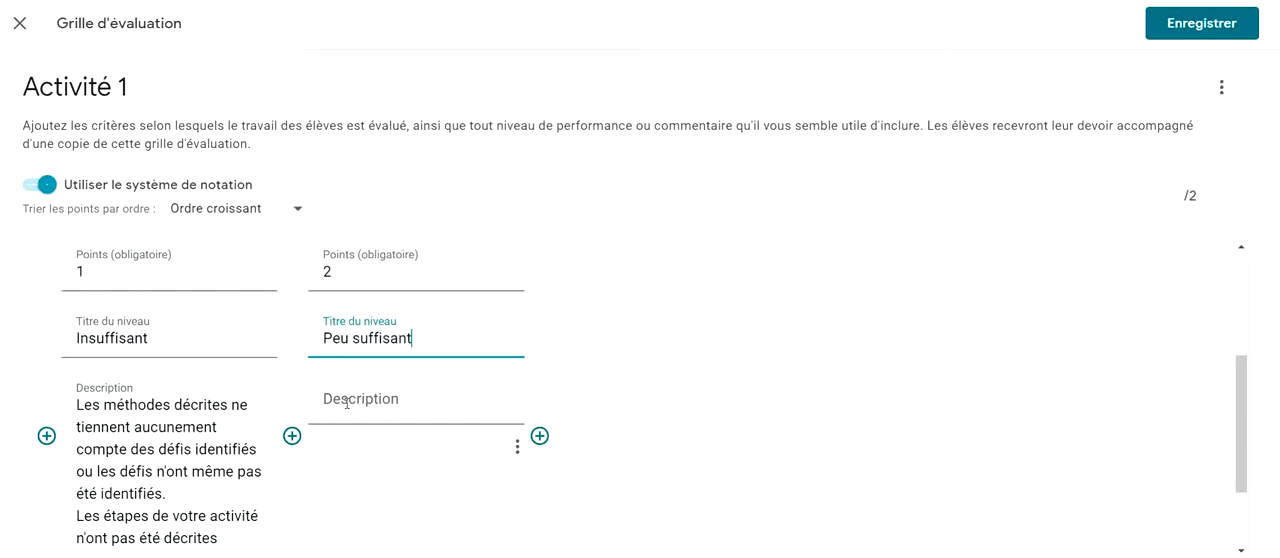 Grille d'évaluation
Enregistrer
Activité 1
Ajoutez les critères selon lesquels le travail des élèves est évalué, ainsi que tout niveau de performance ou commentaire qu'il vous semble utile d'inclure. Les élèves recevront leur devoir accompagné
d'une copie de cette grille d'évaluation.
Utiliser le système de notation
/2
Trier les points par ordre : Ordre croissant
Points (obligatoire)
1
Titre du niveau
Insuffisant
Description
Les méthodes décrites ne
tiennent aucunement
compte des défis identifiés
ou les défis n'ont même pas
été identifiés.
Les étapes de votre activité
n'ont pas été décrites
Points (obligatoire)
2
Titre du niveau
Peu suffisant
Description